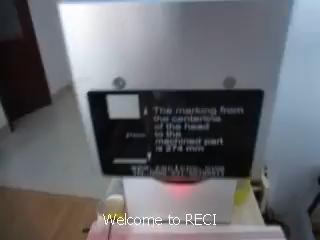 The marking from
the centerline
of the head
to the
machined part
is 274 mm
Welcome to RECI